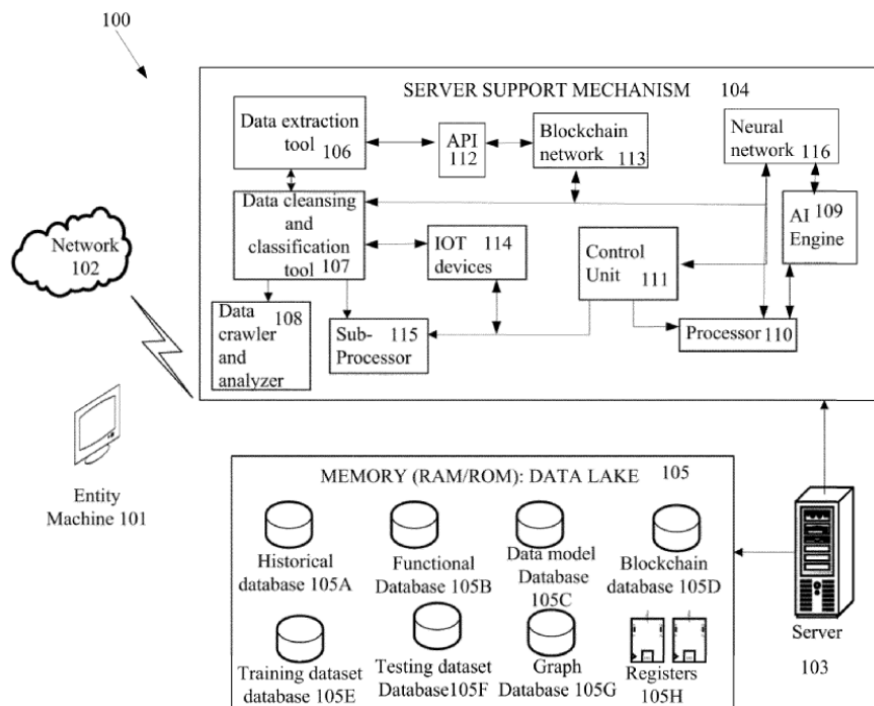 100
SERVER SUPPORT MECHANISM 104
Data extraction
tool 106
API
112
Blockchain
network 113
Neural
network 116
Data cleansing
and
classification
tool 107
IOT 114
devices
Control
Unit
111
AI 109
Engine
Network
102
Data 108
crawler
and
analyzer
Sub- 115
Processor
Processor 110
Entity
Machine 101
MEMORY (RAM/ROM): DATA LAKE 105
Historical
database 105A
Functional
Database 105B
Data model
Database
105C
Blockchain
database 105D
Training dataset
database 105E
Testing dataset
Database105F
Graph
Database 105G
Registers
105H
Server
103